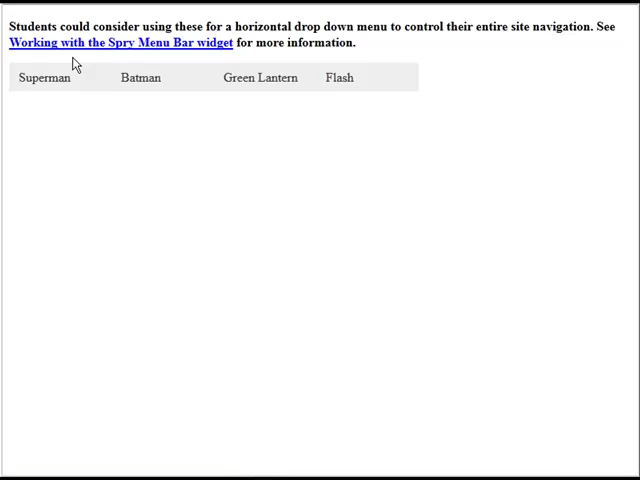 Students could consider using these for a horizontal drop down menu to control their entire site navigation. See
Working with the Spry Menu Bar widget for more information.
Superman Batman Green Lantern Flash